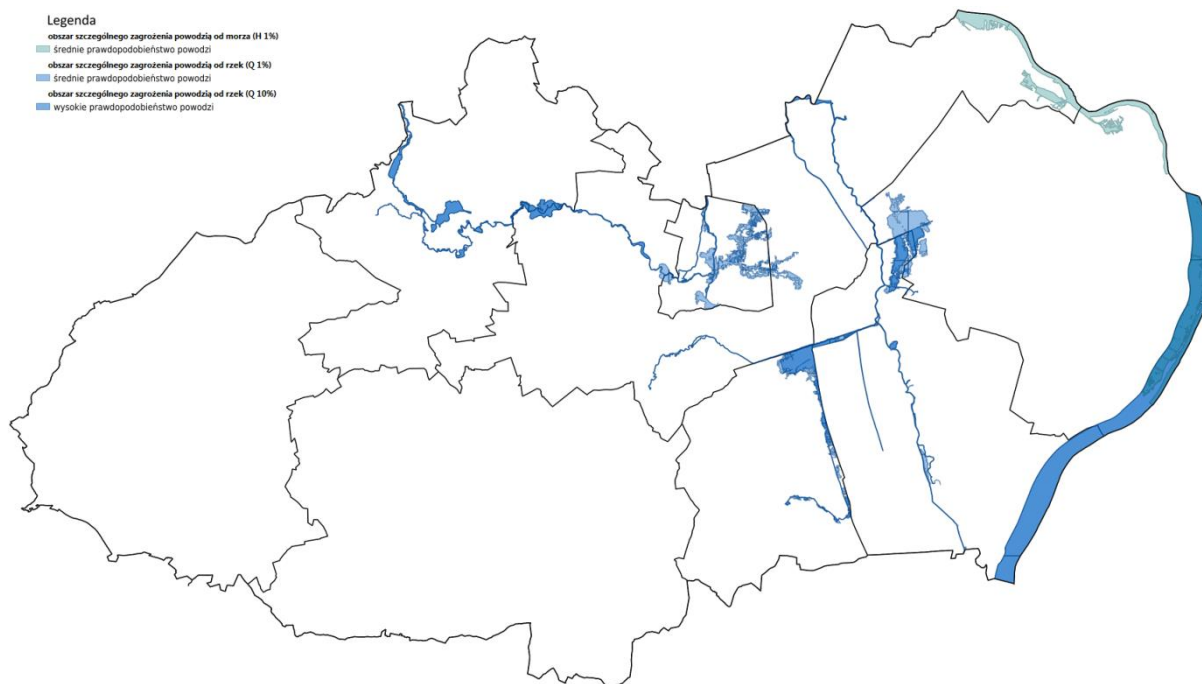 Legenda
obszar szczególnego zagrożenia powodzią od morza (H 1%)
średnie prawdopodobieństwo powodzi
obszar szczególnego zagrożenia powodzią od rzek (Q 1%)
średnie prawdopodobieństwo powodzi
obszar szczególnego zagrożenia powodzią od rzek (Q 10%)
wysokie prawdopodobieństwo powodzi